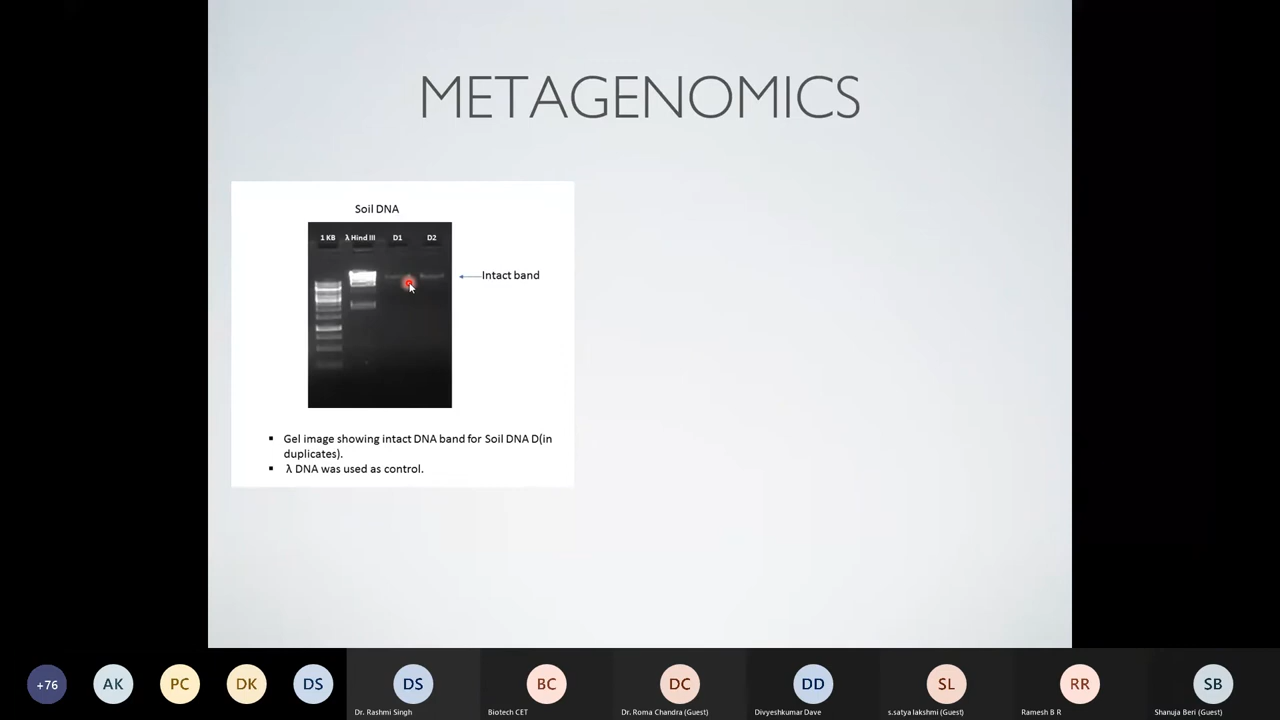 METAGENOMICS
Soil DNA
1 KB λ Hind III D1 D2
Intact band
▪ Gel image showing intact DNA band for Soil DNA D(in
duplicates).
▪ λ DNA was used as control.
+76 AK PC DK DS DS BC DC DD SL RR SB
Dr. Rashmi Singh Biotech CET Dr. Roma Chandra (Guest) Divyeshkumar Dave s.satya lakshmi (Guest) Ramesh B R Shanuja Beri (Guest)